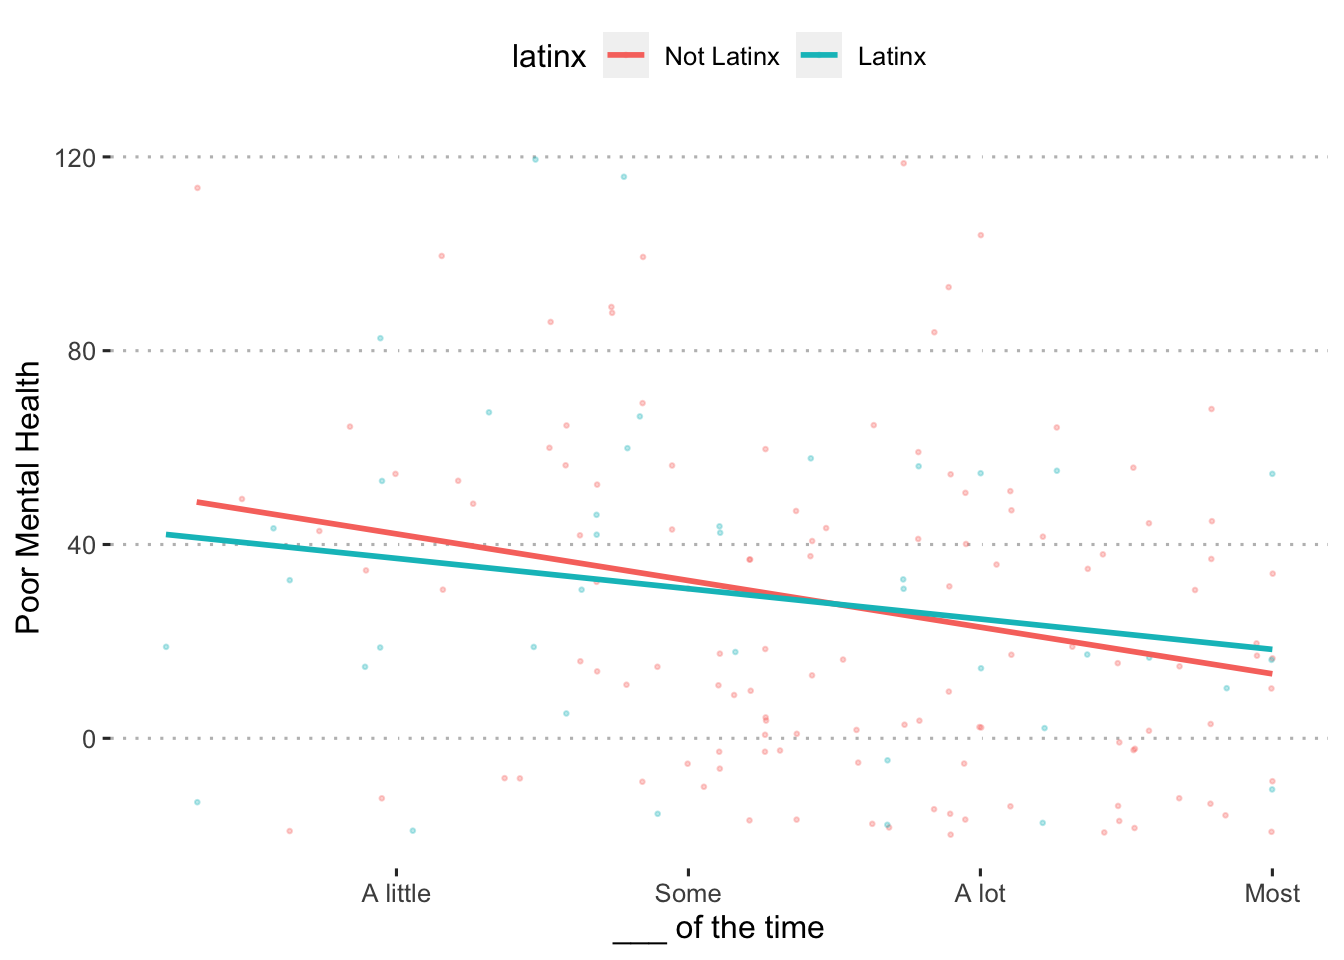 latinx Not Latinx Latinx
120
80
40
0
Poor Mental Health
A little Some A lot Most
___ of the time